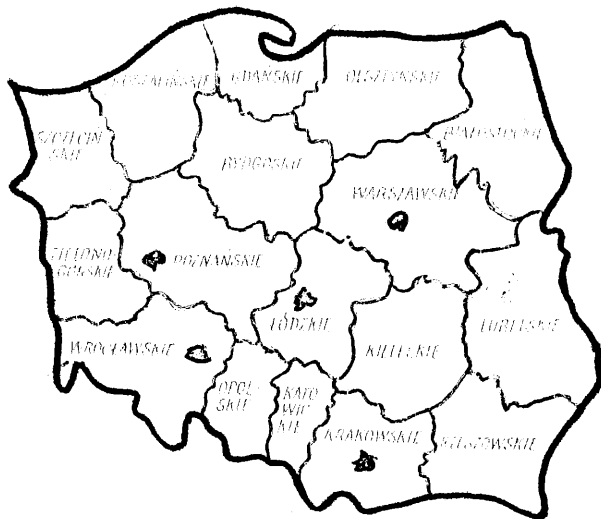 KOSZALIŃSKIE
GDAŃSKIE
OLSZTYŃSKIE
SZCZECIŃ
SKIE
BIAŁOSTOCKIE
BYDGOSKIE
WARSZAWSKIE
ZIELONO
GÓRSKIE
POZNAŃSKIE
ŁÓDZKIE
LUBELSKIE
WROCŁAWSKIE
KIELECKIE
OPOL-
SKIE
KATO
WIC
KIE
KRAKOWSKIE
RZESZOWSKIE